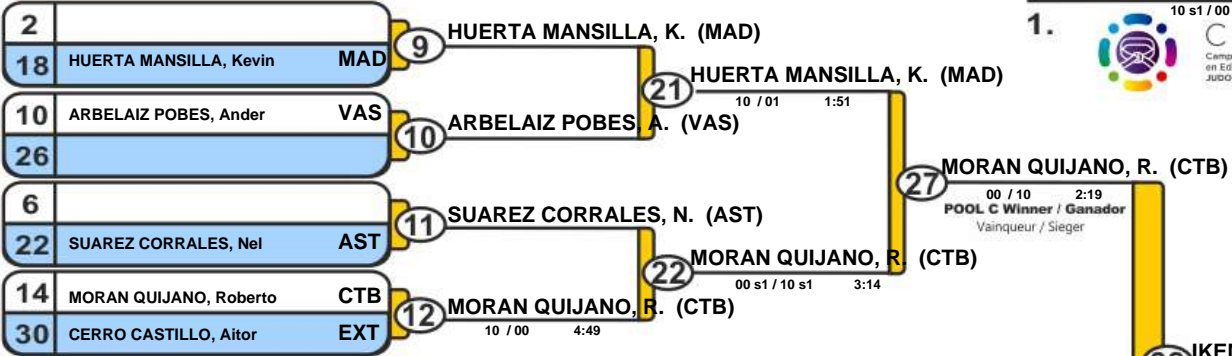 10 s1 / 00
1.
2
18 HUERTA MANSILLA, Kevin MAD
9 HUERTA MANSILLA, K. (MAD)
21 HUERTA MANSILLA, K. (MAD)
10 / 01 1:51
10 ARBELAIZ POBES, Ander VAS
26
10 ARBELAIZ POBES, A. (VAS)
27 MORAN QUIJANO, R. (CTB)
00 / 10 2:19
POOL C Winner / Ganador
Vainqueur / Sieger
6
22 SUAREZ CORRALES, Nel AST
11 SUAREZ CORRALES, N. (AST)
22 MORAN QUIJANO, R. (CTB)
00 s1 / 10 s1 3:14
14 MORAN QUIJANO, Roberto CTB
30 CERRO CASTILLO, Aitor EXT
12 MORAN QUIJANO, R. (CTB)
10 / 00 4:49